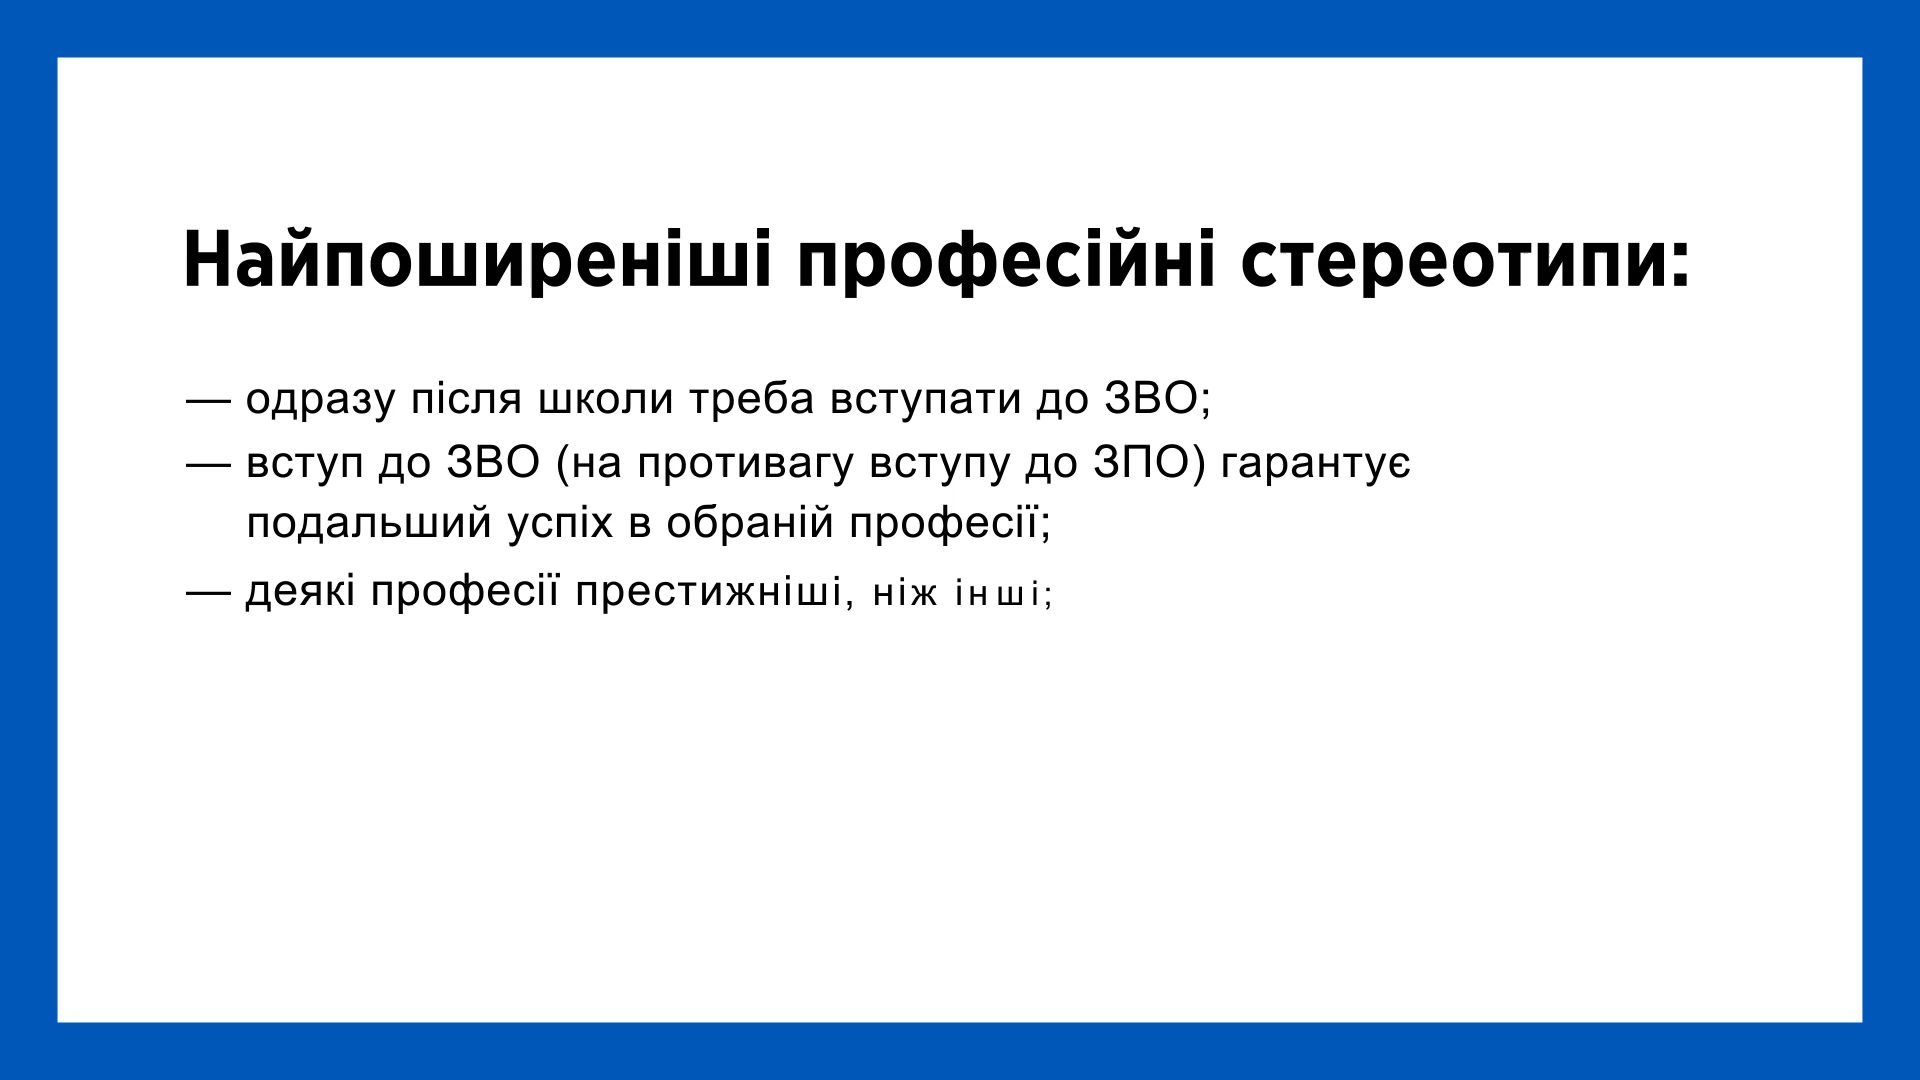 Найпоширеніші професійні стереотипи:
— одразу після школи треба вступати до ЗВО;
— вступ до ЗВО (на противагу вступу до ЗПО) гарантує
подальший успіх в обраній професії;
— деякі професії престижніші, ніж інші;